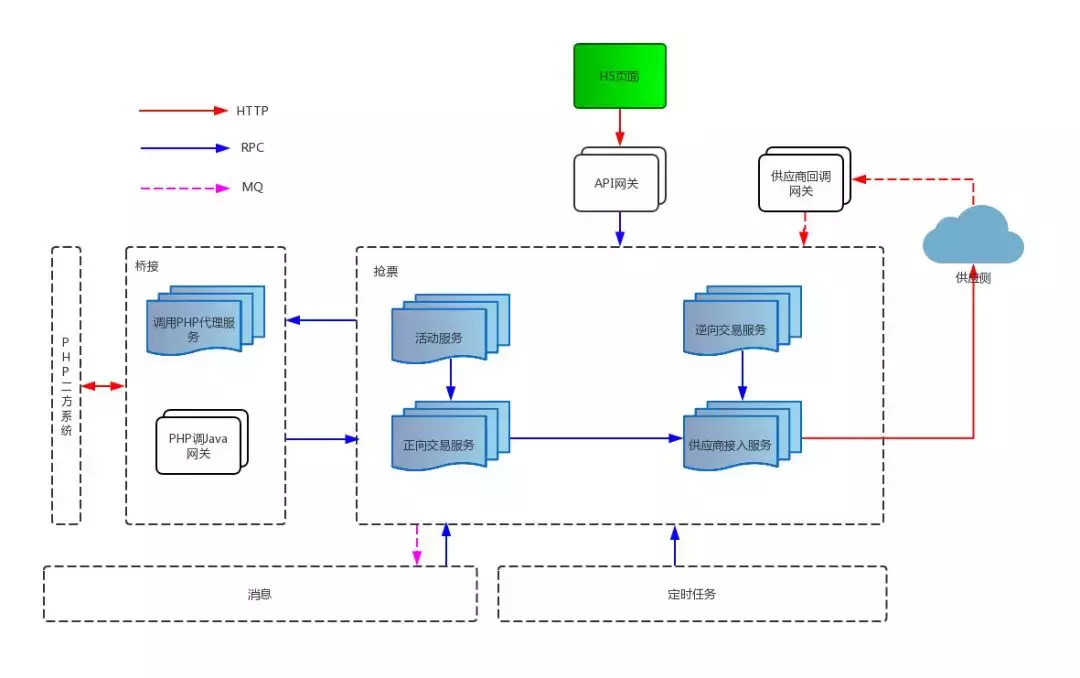 H5页面
HTTP
RPC
MQ
API网关
供应商回调
网关
供应侧
桥接
抢票
调用PHP代理服
务
活动服务
逆向交易服务
PHP二方系统
PHP调Java
网关
正向交易服务
供应商接入服务
消息
定时任务